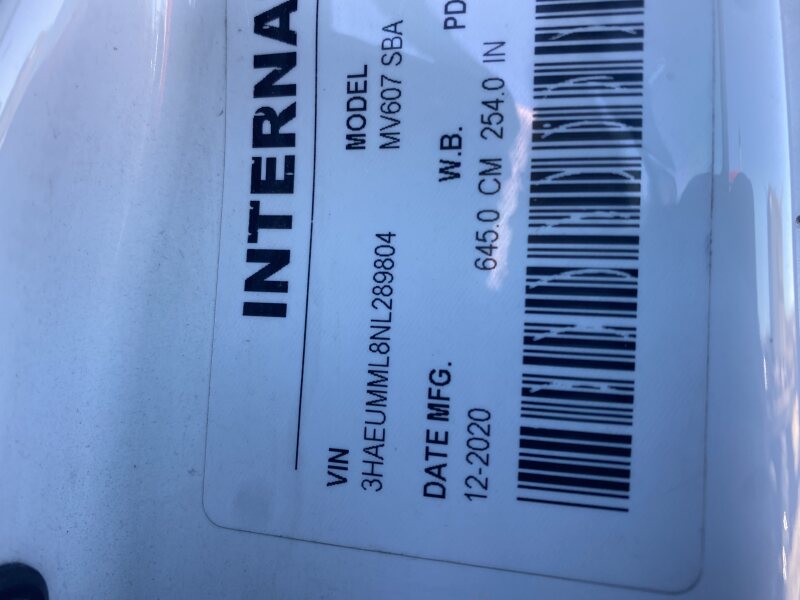 INTERNA
VIN
3HAEUMML8NL289804
MODEL
MV607 SBA
DATE MFG.
12-2020
W.B.
645.0 CM 254.0 IN
PD